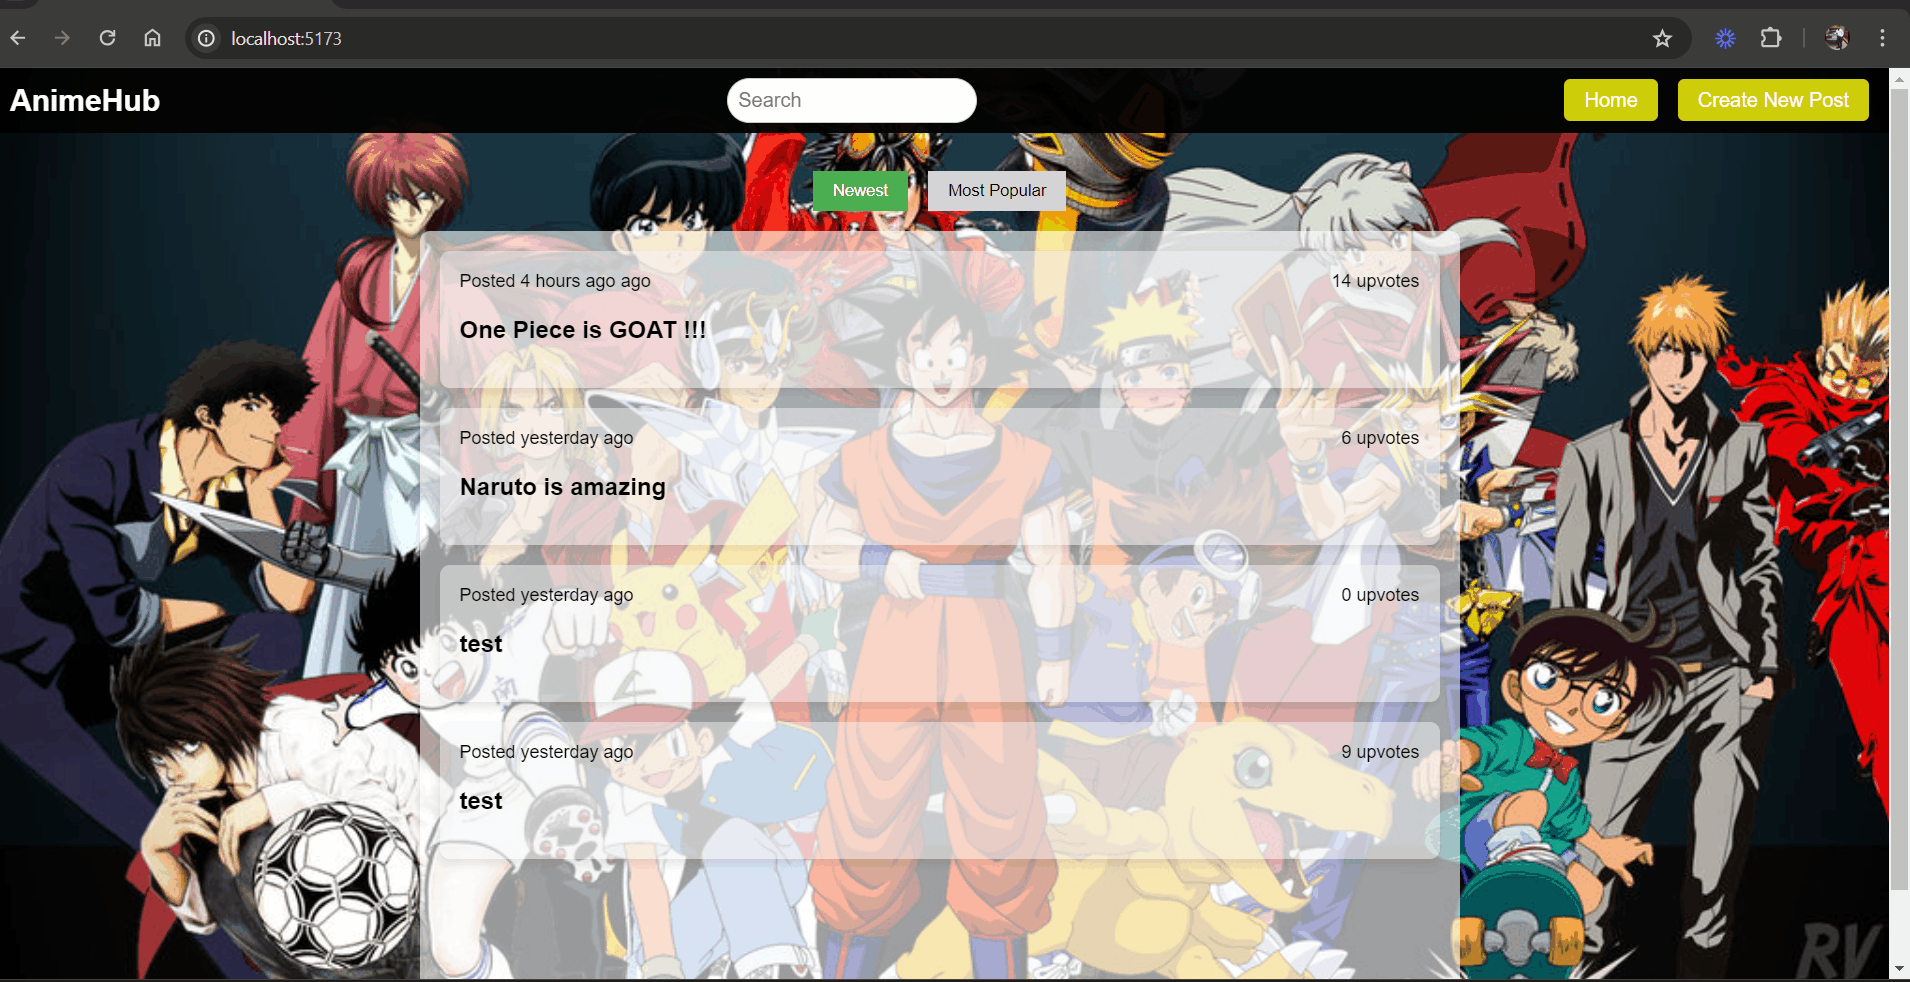 localhost:5173
AnimeHub
Search
Home
Create New Post
Newest
Most Popular
Posted 4 hours ago ago
14 upvotes
One Piece is GOAT !!!
Posted yesterday ago
6 upvotes
Naruto is amazing
Posted yesterday ago
0 upvotes
test
Posted yesterday ago
9 upvotes
test
RV